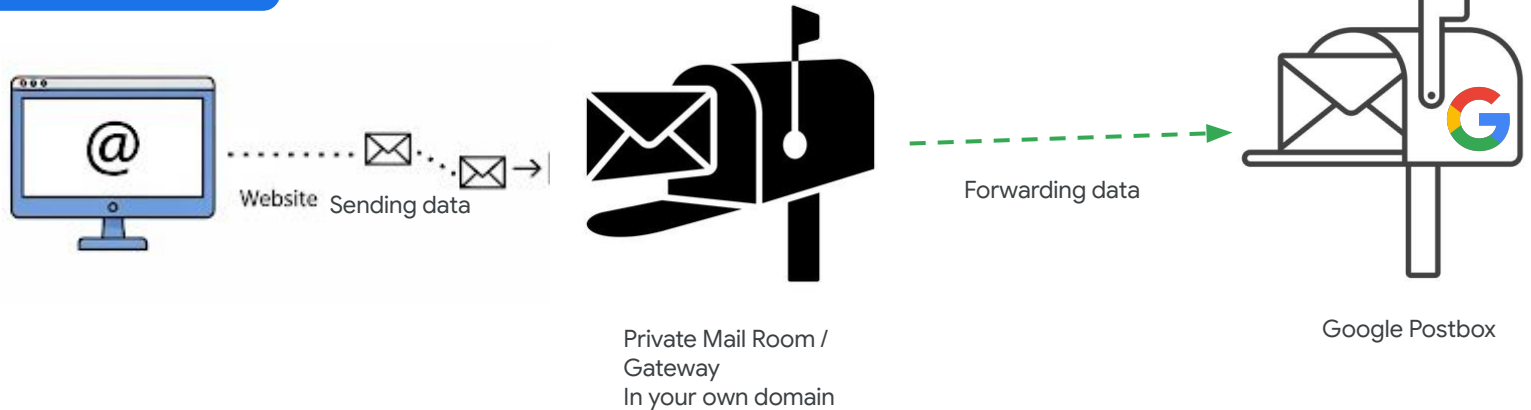 @
Website
Sending data
Private Mail Room /
Gateway
In your own domain
Forwarding data
G
Google Postbox